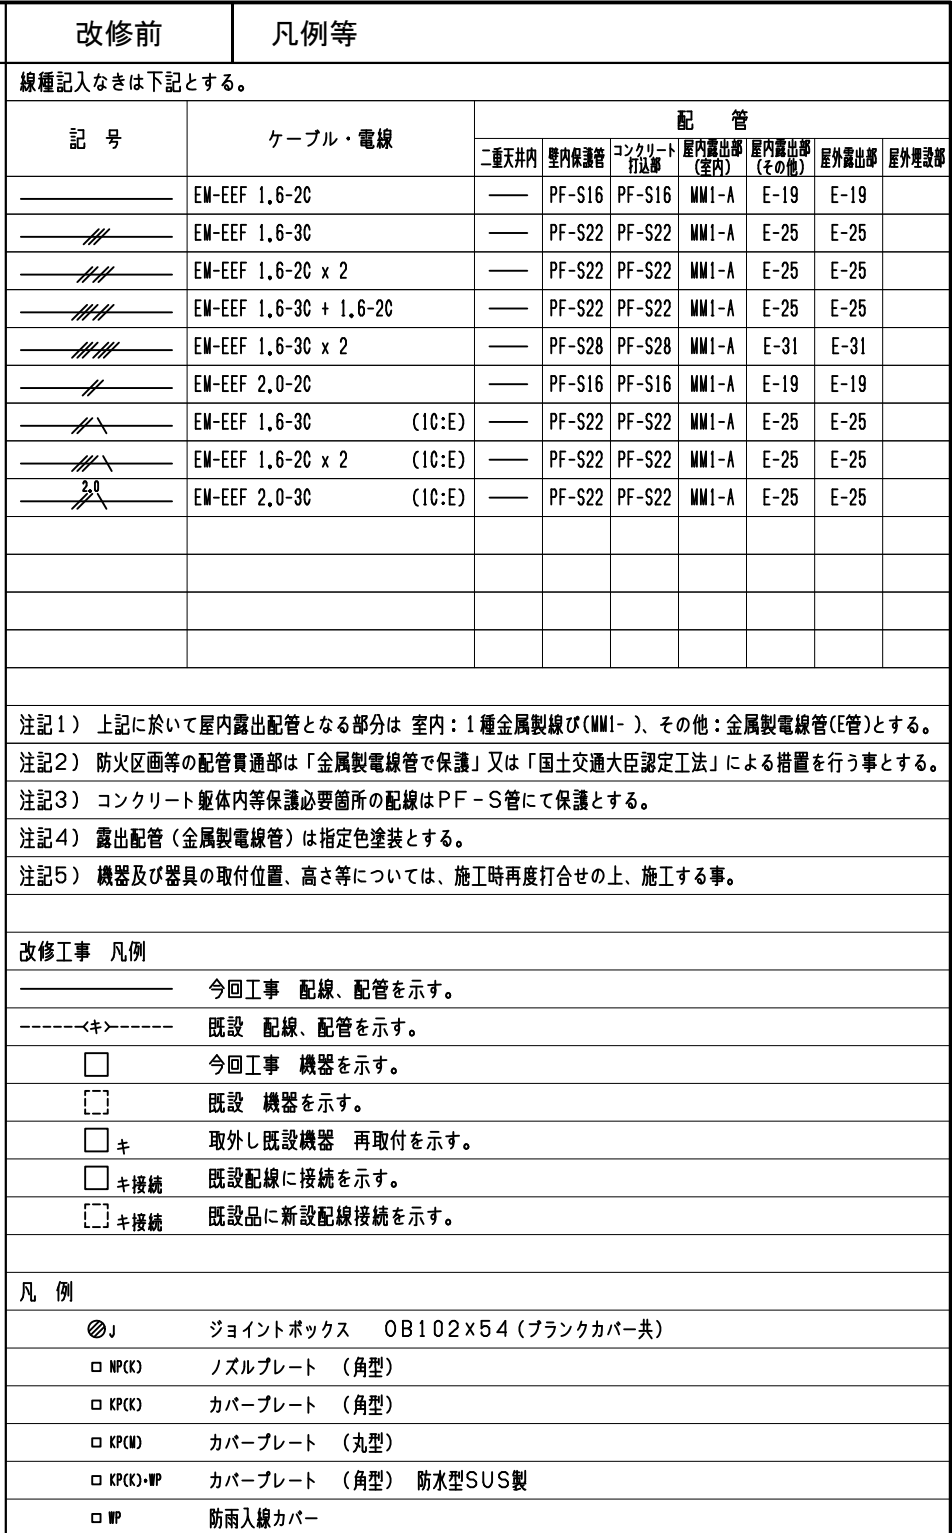 改修前 凡例等
線種記入なきは下記とする。
記 号 ケーブル・電線 配 管
二重天井内 壁内保護管 コンクリート打込部 屋内露出部(室内) 屋内露出部(その他) 屋外露出部 屋外埋設部
EM-EEF 1.6-2C ―― PF-S16 PF-S16 MM1-A E-19 E-19
EM-EEF 1.6-3C ―― PF-S22 PF-S22 MM1-A E-25 E-25
EM-EEF 1.6-2C x 2 ―― PF-S22 PF-S22 MM1-A E-25 E-25
EM-EEF 1.6-3C + 1.6-2C ―― PF-S22 PF-S22 MM1-A E-25 E-25
EM-EEF 1.6-3C x 2 ―― PF-S28 PF-S28 MM1-A E-31 E-31
EM-EEF 2.0-2C ―― PF-S16 PF-S16 MM1-A E-19 E-19
EM-EEF 1.6-3C (1C:E) ―― PF-S22 PF-S22 MM1-A E-25 E-25
EM-EEF 1.6-2C x 2 (1C:E) ―― PF-S22 PF-S22 MM1-A E-25 E-25
2.0 EM-EEF 2.0-3C (1C:E) ―― PF-S22 PF-S22 MM1-A E-25 E-25
注記1) 上記に於いて屋内露出配管となる部分は 室内:1種金属製線ぴ(MM1- )、その他:金属製電線管(E管)とする。
注記2) 防火区画等の配管貫通部は「金属製電線管で保護」又は「国土交通大臣認定工法」による措置を行う事とする。
注記3) コンクリート躯体内等保護必要箇所の配線はPF-S管にて保護とする。
注記4) 露出配管(金属製電線管)は指定色塗装とする。
注記5) 機器及び器具の取付位置、高さ等については、施工時再度打合せの上、施工する事。
改修工事 凡例
今回工事 配線、配管を示す。
キ 既設 配線、配管を示す。
今回工事 機器を示す。
既設 機器を示す。
キ 取外し既設機器 再取付を示す。
キ接続 既設配線に接続を示す。
キ接続 既設品に新設配線接続を示す。
凡 例
J ジョイントボックス OB102×54(ブランクカバー共)
NP(K) ノズルプレート (角型)
KP(K) カバープレート (角型)
KP(M) カバープレート (丸型)
KP(K)・WP カバープレート (角型) 防水型SUS製
WP 防雨入線カバー